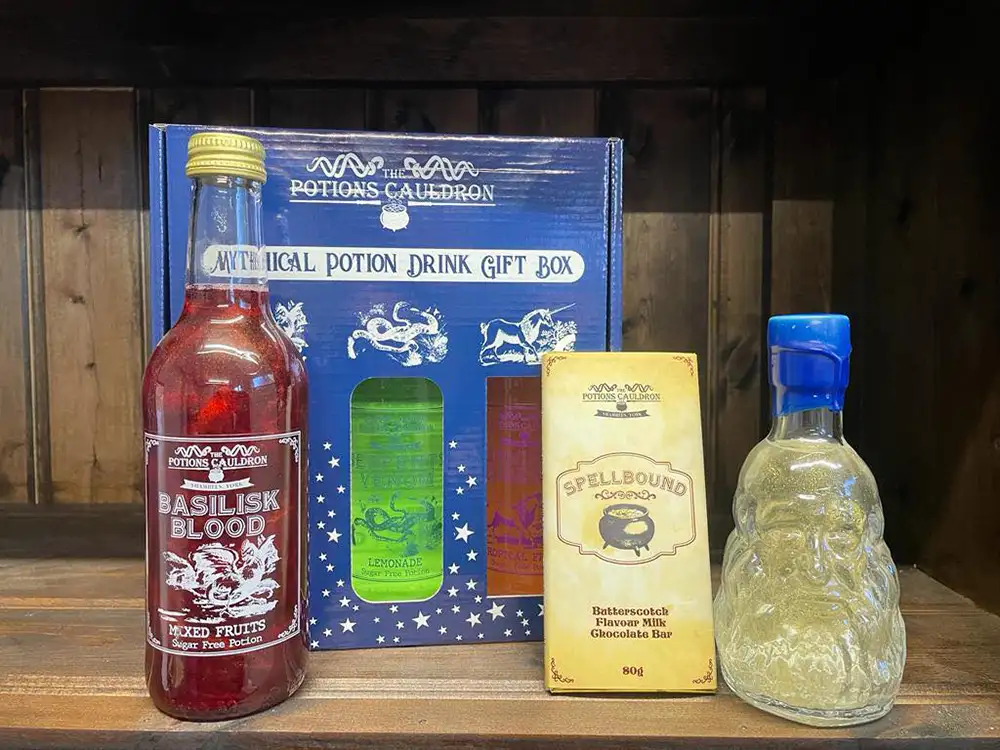 THE
POTIONS CAULDRON
MYTHICAL POTION DRINK GIFT BOX
THE
POTIONS CAULDRON
SHAMBLES, YORK
BASILISK
BLOOD
MIXED FRUITS
Sugar Free Potion
LEMONADE
Sugar Free Potion
THE
POTIONS CAULDRON
SHAMBLES, YORK
SPELLBOUND
Butterscotch
Flavour Milk
Chocolate Bar
80g